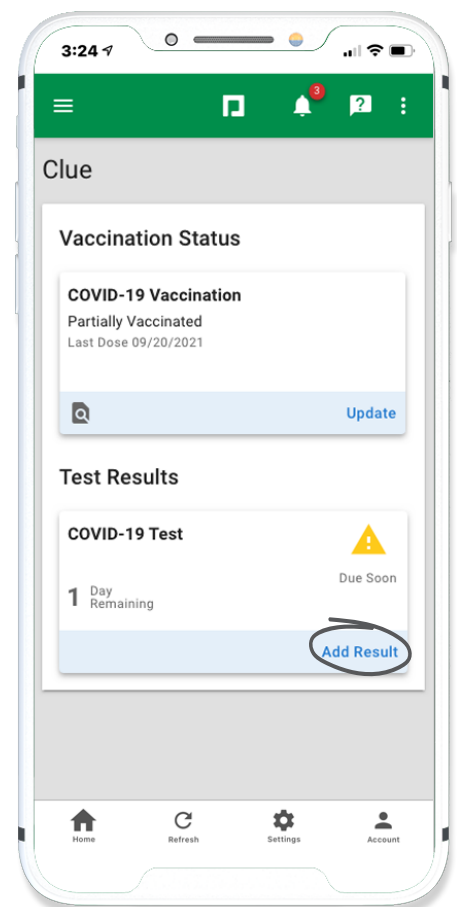 3:24
3
?
Clue
Vaccination Status
COVID-19 Vaccination
Partially Vaccinated
Last Dose 09/20/2021
Update
Test Results
COVID-19 Test
Due Soon
1 Day
Remaining
Add Result
Home Refresh Settings Account